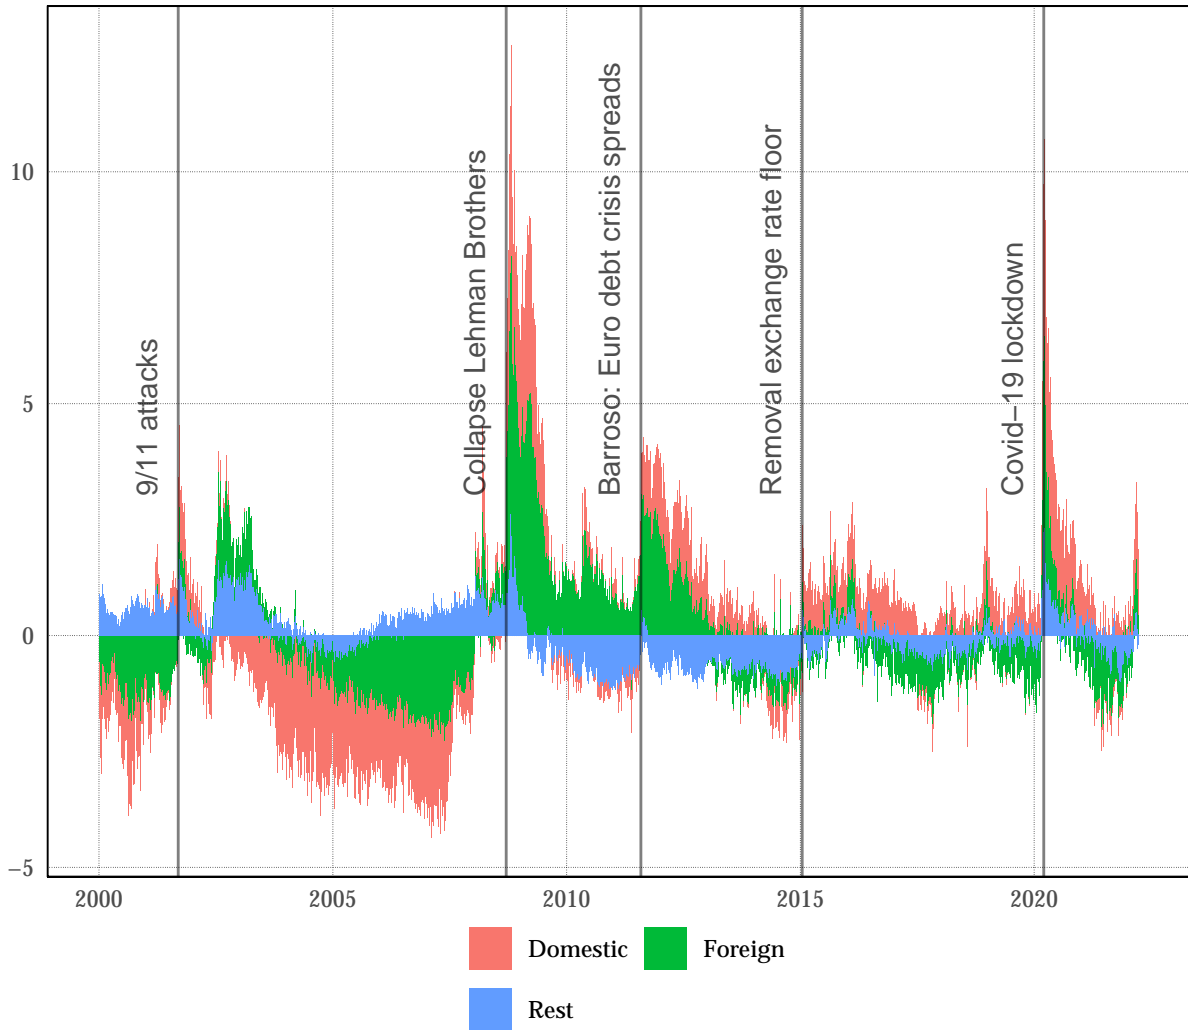 10
5
0
−5
9/11 attacks
Collapse Lehman Brothers
Barroso: Euro debt crisis spreads
Removal exchange rate floor
Covid−19 lockdown
2000
2005
2010
2015
2020
Domestic
Foreign
Rest